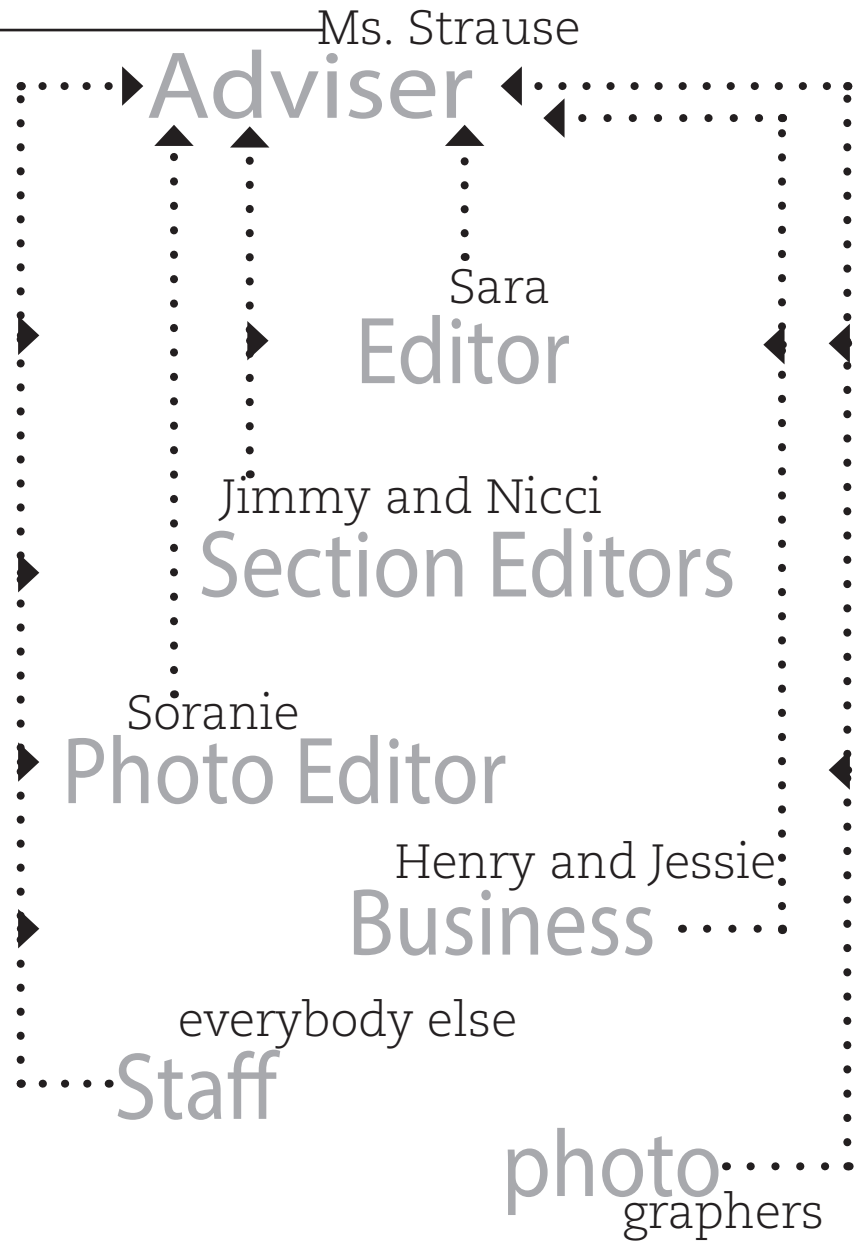 Ms. Strause
Adviser
Sara
Editor
Jimmy and Nicci
Section Editors
Soranie
Photo Editor
Henry and Jessie
Business
everybody else
Staff
photo
graphers